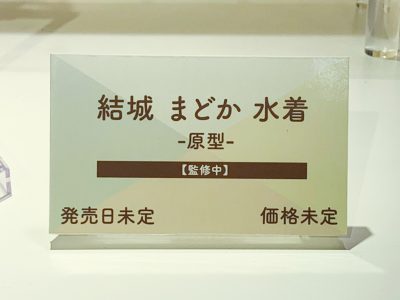 結城 まどか 水着
-原型-
【監修中】
発売日未定 価格未定